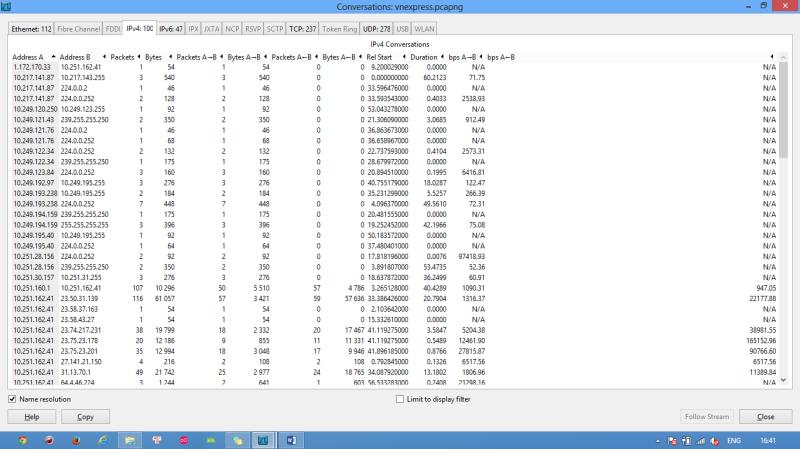 Conversations: vnexpress.pcapng
Ethernet: 112 Fibre Channel FDDI IPv4: 100 IPv6: 47 IPX JXTA NCP RSVP SCTP TCP: 237 Token Ring UDP: 278 USB WLAN
IPv4 Conversations
Address A Address B Packets Bytes Packets A→B Bytes A→B Packets A←B Bytes A←B Rel Start Duration bps A→B bps A←B
1.172.170.33 10.251.162.41 1 54 1 54 0 0 9.200029000 0.0000 N/A N/A
10.217.141.87 10.217.143.255 3 540 3 540 0 0 0.000000000 60.2123 71.75 N/A
10.217.141.87 224.0.0.2 1 46 1 46 0 0 33.596476000 0.0000 N/A N/A
10.217.141.87 224.0.0.252 2 128 2 128 0 0 33.593543000 0.4033 2538.93 N/A
10.249.120.250 10.249.123.255 1 92 1 92 0 0 53.043278000 0.0000 N/A N/A
10.249.121.43 239.255.255.250 2 350 2 350 0 0 21.306090000 3.0685 912.49 N/A
10.249.121.76 224.0.0.2 1 46 1 46 0 0 36.863673000 0.0000 N/A N/A
10.249.121.76 224.0.0.252 1 68 1 68 0 0 36.658967000 0.0000 N/A N/A
10.249.122.34 224.0.0.252 2 132 2 132 0 0 22.737593000 0.4104 2573.31 N/A
10.249.122.34 239.255.255.250 1 175 1 175 0 0 28.679972000 0.0000 N/A N/A
10.249.123.84 224.0.0.252 3 160 3 160 0 0 20.894510000 0.1995 6416.81 N/A
10.249.192.97 10.249.195.255 3 276 3 276 0 0 40.755179000 18.0287 122.47 N/A
10.249.193.238 10.249.195.255 2 184 2 184 0 0 35.231299000 5.5257 266.39 N/A
10.249.193.238 224.0.0.252 7 448 7 448 0 0 4.096370000 49.5610 72.31 N/A
10.249.194.159 239.255.255.250 1 175 1 175 0 0 20.481555000 0.0000 N/A N/A
10.249.194.159 255.255.255.255 3 396 3 396 0 0 19.252425000 42.1966 75.08 N/A
10.249.195.40 10.249.195.255 1 92 1 92 0 0 50.183572000 0.0000 N/A N/A
10.249.195.40 224.0.0.252 1 64 1 64 0 0 37.480401000 0.0000 N/A N/A
10.251.28.156 224.0.0.252 2 92 2 92 0 0 17.818196000 0.0076 97418.93 N/A
10.251.28.156 239.255.255.250 2 350 2 350 0 0 3.891807000 53.4735 52.36 N/A
10.251.30.157 10.251.31.255 3 276 3 276 0 0 18.637872000 36.2499 60.91 N/A
10.251.160.1 10.251.162.41 107 10 296 50 5 510 57 4 786 3.265128000 40.4289 1090.31 947.05
10.251.162.41 23.50.31.139 116 61 057 57 3 421 59 57 636 33.386426000 20.7904 1316.37 22177.88
10.251.162.41 23.58.37.163 1 54 1 54 0 0 2.103642000 0.0000 N/A N/A
10.251.162.41 23.58.43.27 1 54 1 54 0 0 15.332610000 0.0000 N/A N/A
10.251.162.41 23.74.217.231 38 19 799 18 2 332 20 17 467 41.119275000 3.5847 5204.38 38981.55
10.251.162.41 23.75.23.178 20 12 186 9 855 11 11 331 41.119275000 0.5489 12461.90 165152.96
10.251.162.41 23.75.23.201 35 12 994 18 3 048 17 9 946 41.896185000 0.8766 27815.87 90766.60
10.251.162.41 27.141.21.150 4 216 2 108 2 108 0.792845000 0.1326 6517.56 6517.56
10.251.162.41 31.13.70.1 49 21 742 25 2 977 24 18 765 34.087920000 13.1802 1806.96 11389.84
10.251.162.41 64.4.46.224 3 1 244 2 641 1 603 56.533283000 0.2408 21298.16 N/A
Name resolution Limit to display filter
Help Copy Follow Stream Close
ENG 16:41